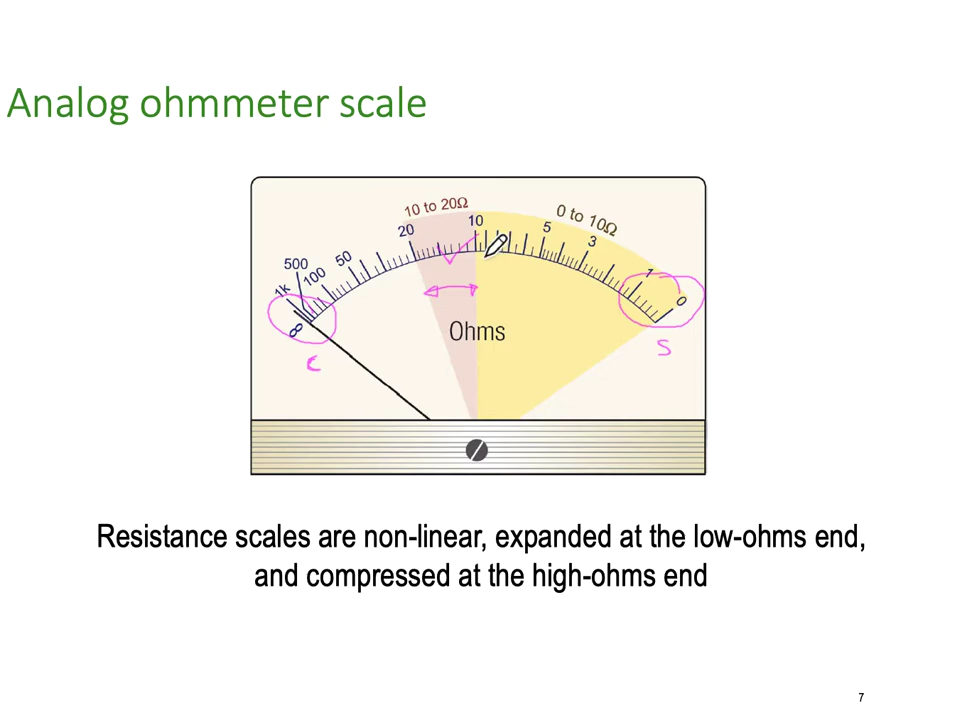 Analog ohmmeter scale
10 to 20Ω
0 to 10Ω
∞ 1k 500 100 50 20 10 5 3 1 0
Ohms
C S
Resistance scales are non-linear, expanded at the low-ohms end,
and compressed at the high-ohms end
7